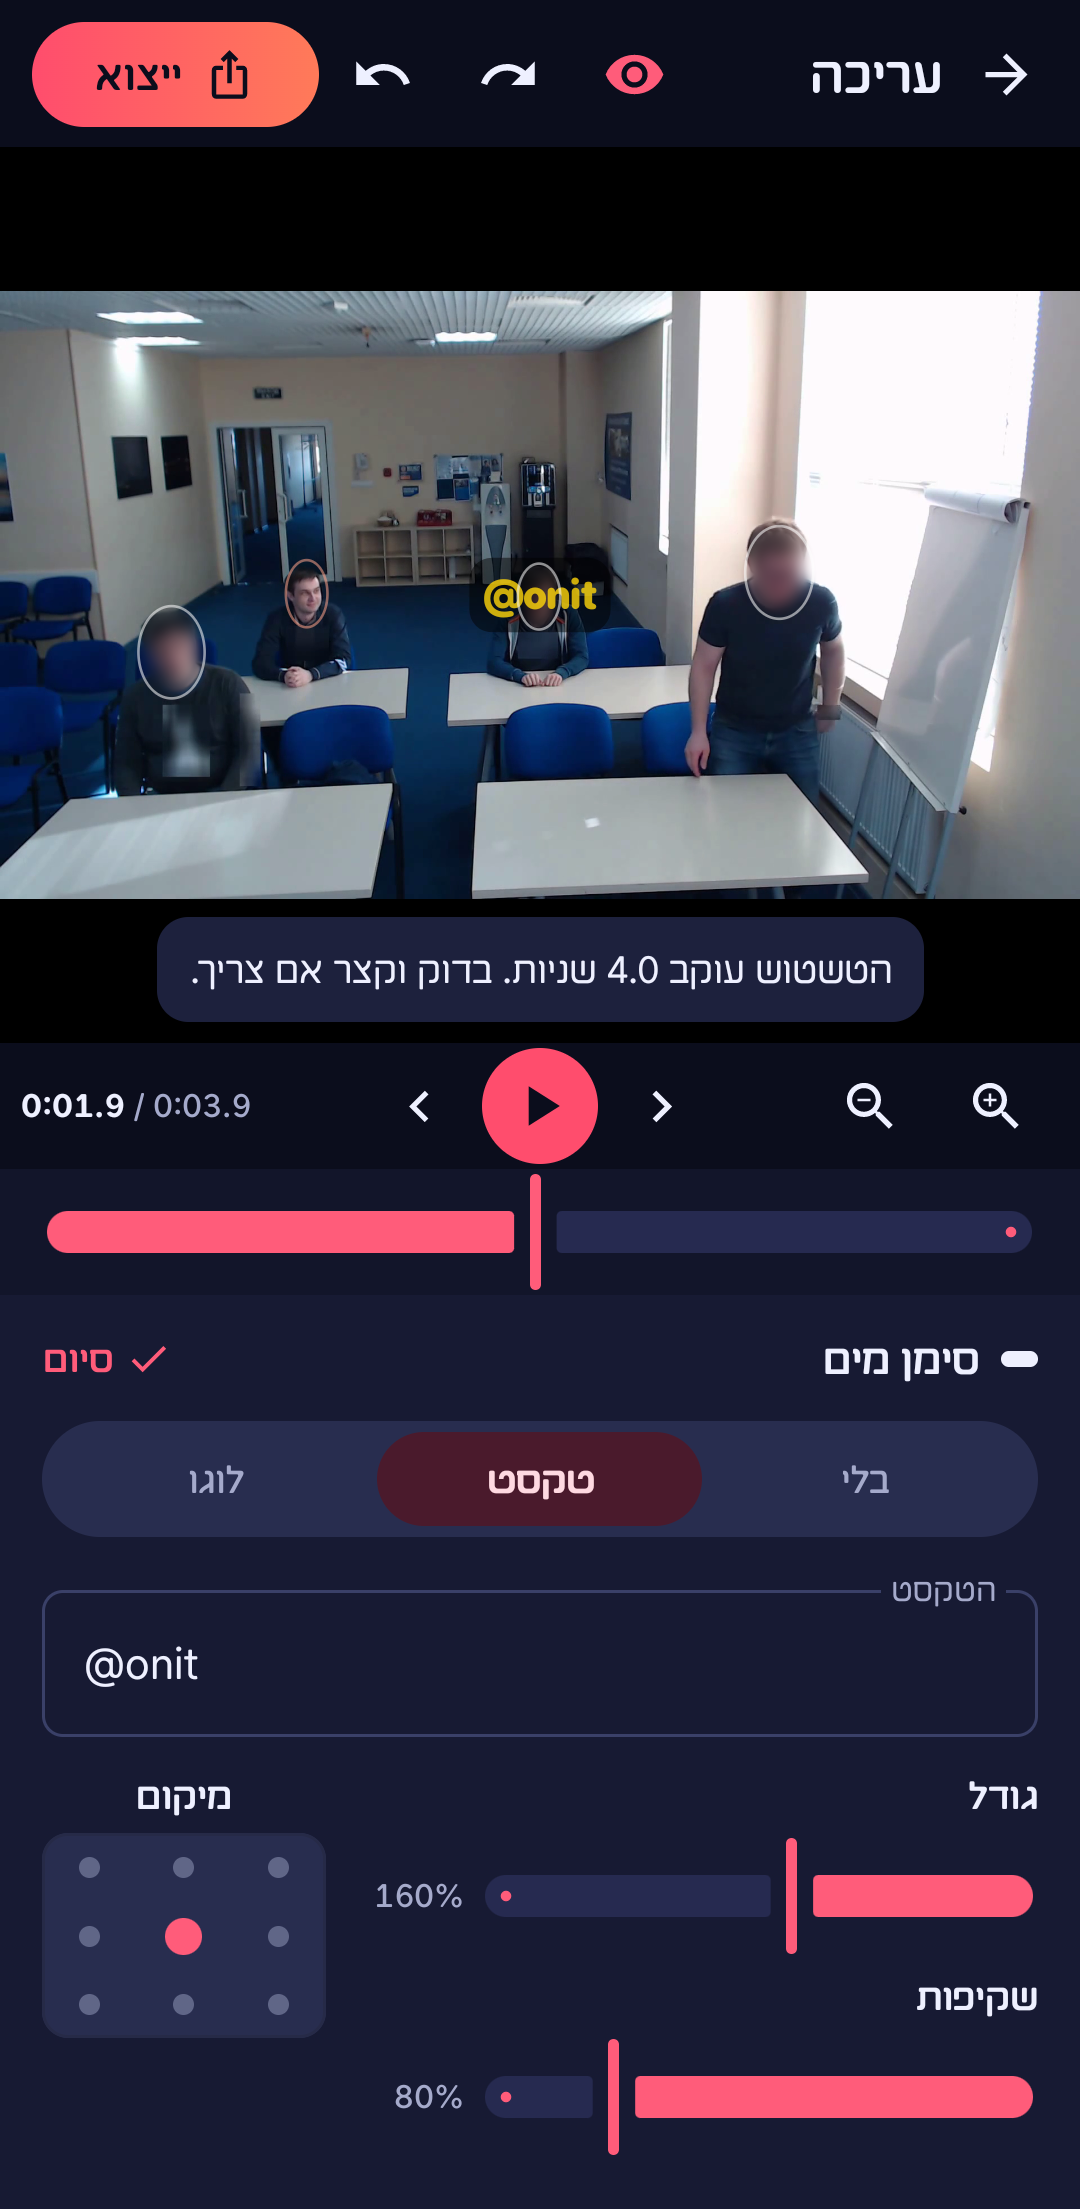 עריכה
ייצוא
@onit
הטשטוש עוקב 4.0 שניות. בדוק וקצר אם צריך.
0:01.9 / 0:03.9
סימן מים
סיום
בלי
טקסט
לוגו
הטקסט
@onit
גודל
מיקום
160%
שקיפות
80%